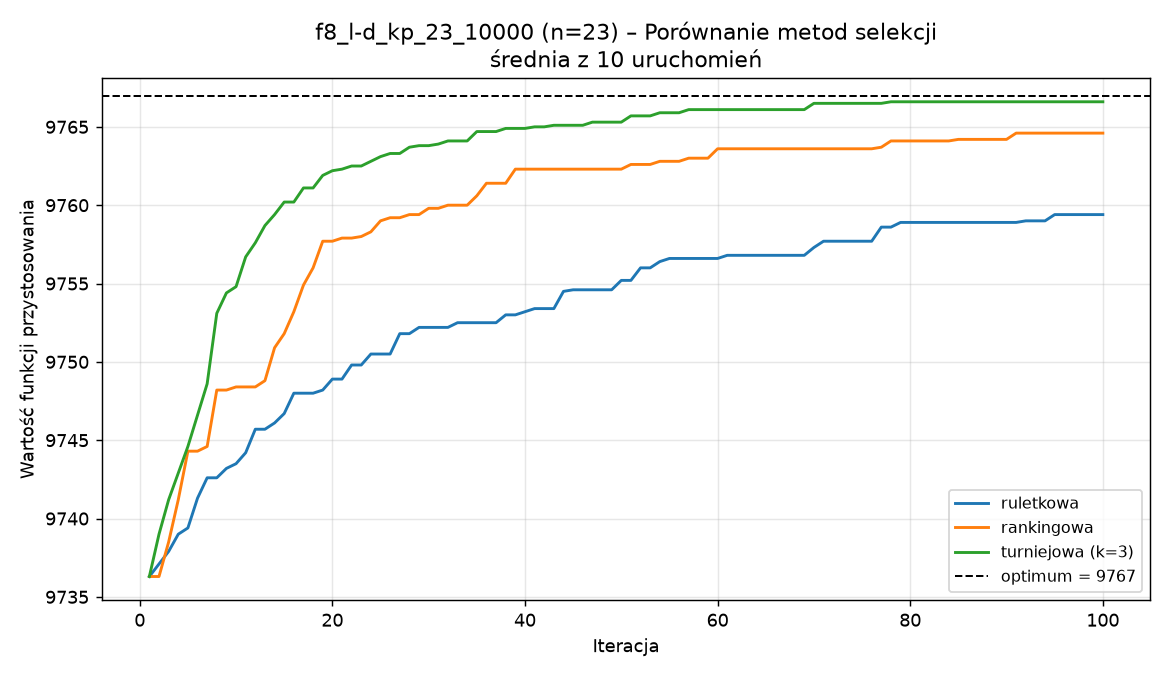 f8_l-d_kp_23_10000 (n=23) – Porównanie metod selekcji
średnia z 10 uruchomień
Wartość funkcji przystosowania
9765
9760
9755
9750
9745
9740
9735
0 20 40 60 80 100
Iteracja
ruletkowa
rankingowa
turniejowa (k=3)
optimum = 9767